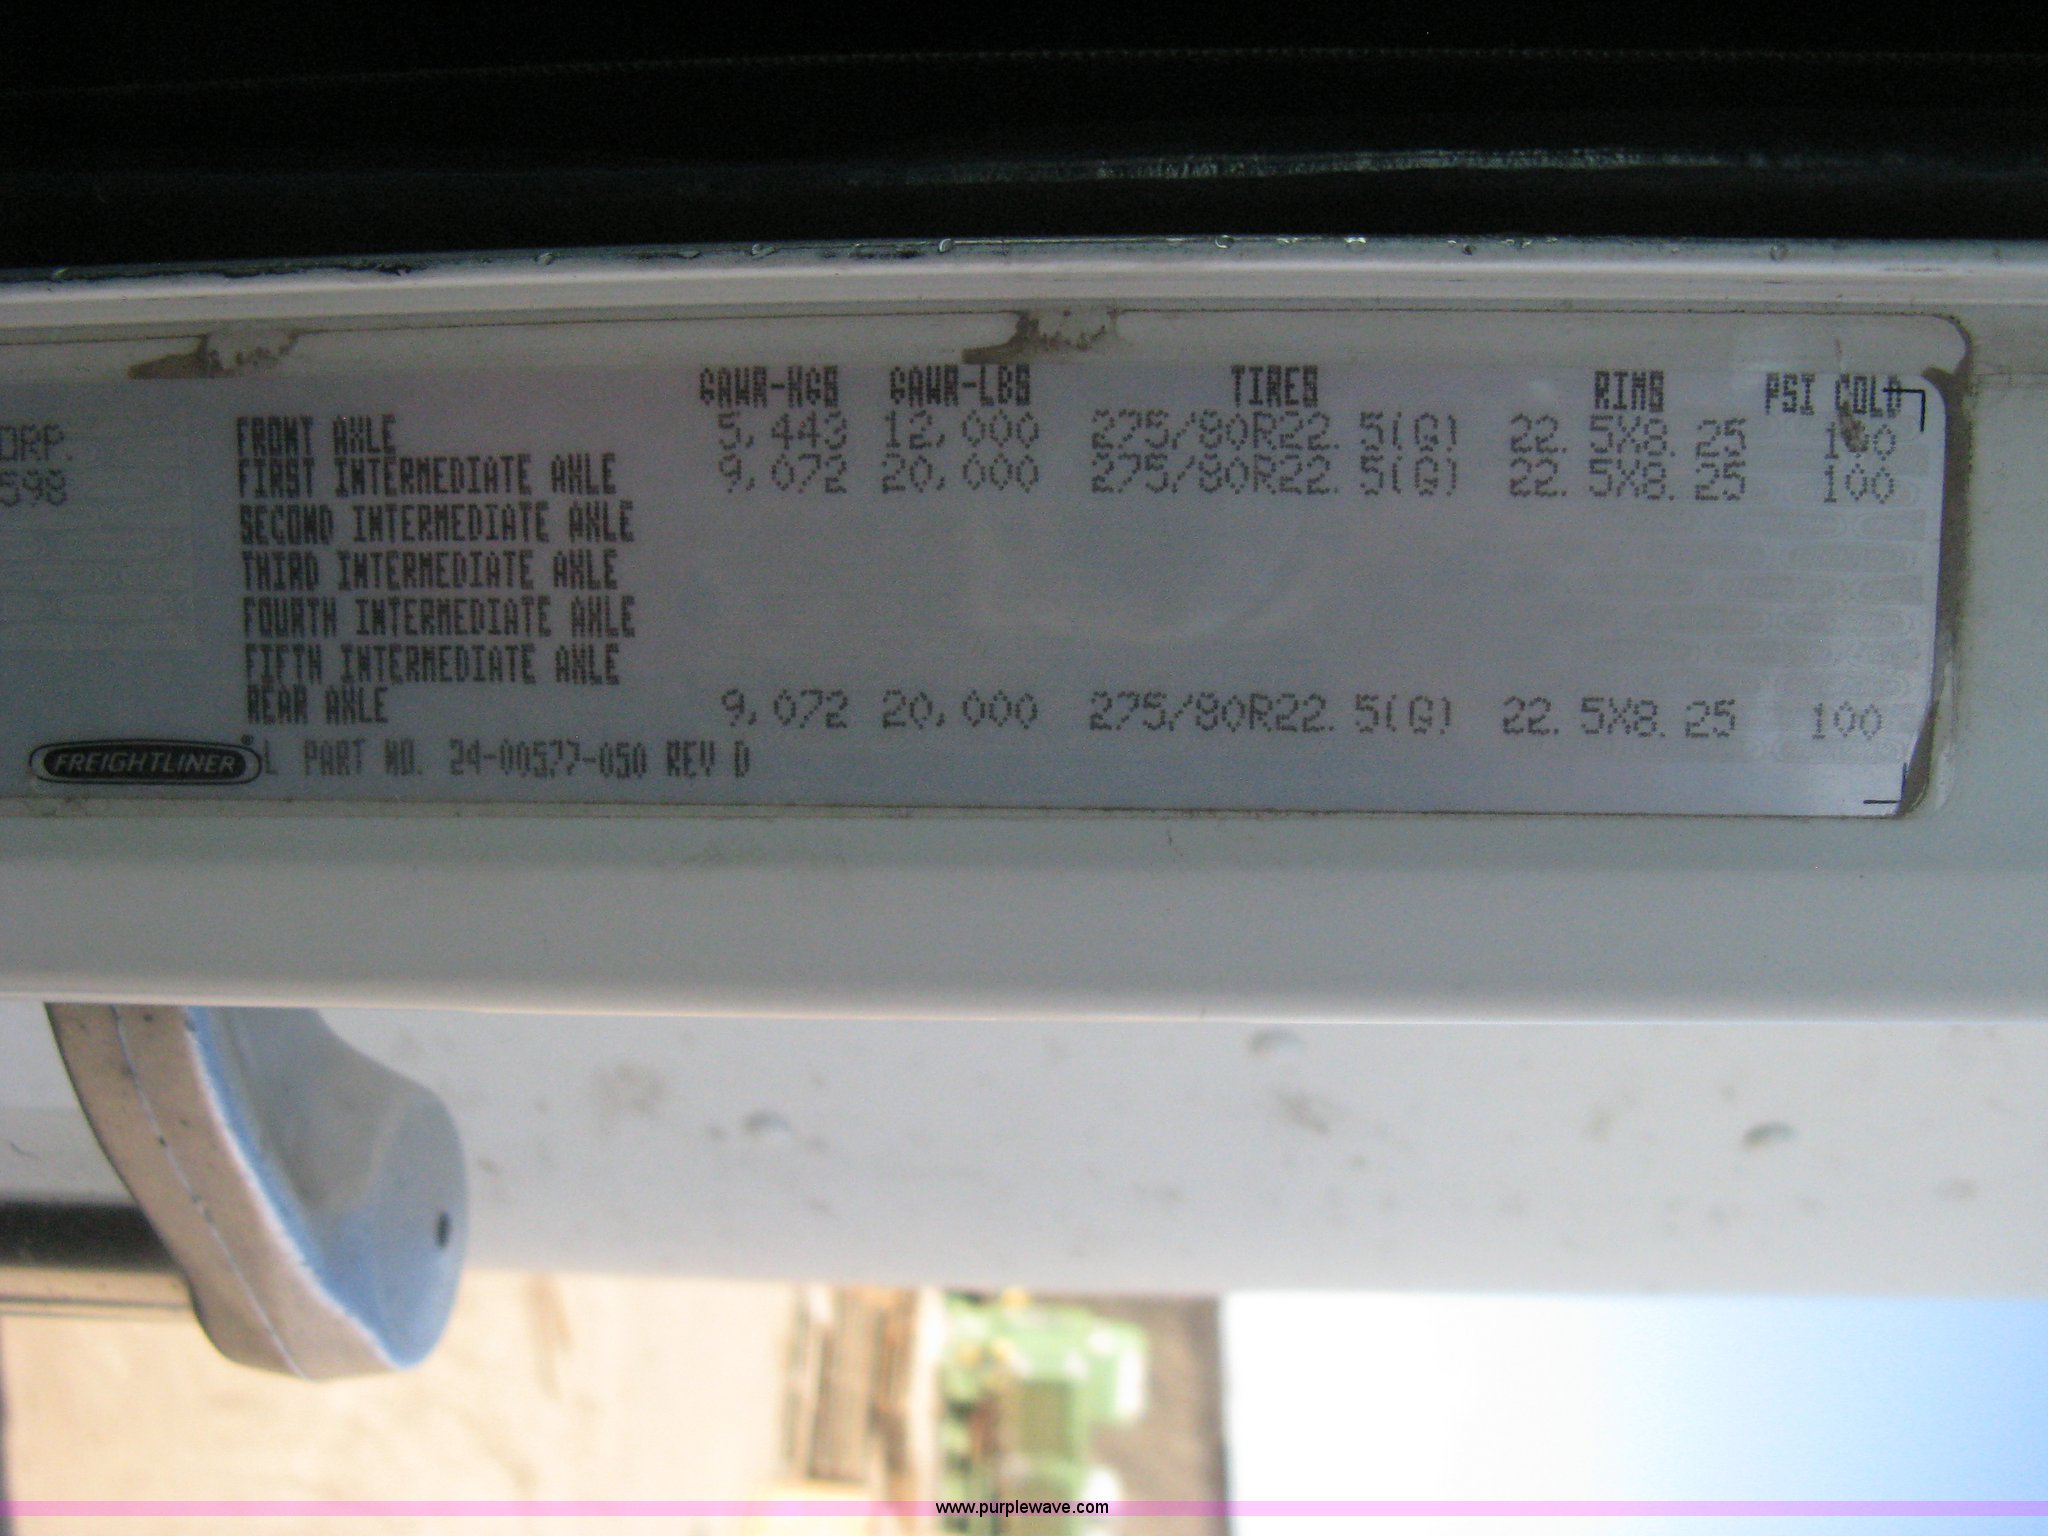 GAWR-KGS GAWR-LBS TIRES RIMS PSI COLD
ORP. FRONT AXLE 5,443 12,000 275/80R22.5(G) 22.5X8.25 100
598 FIRST INTERMEDIATE AXLE 9,072 20,000 275/80R22.5(G) 22.5X8.25 100
SECOND INTERMEDIATE AXLE
THIRD INTERMEDIATE AXLE
FOURTH INTERMEDIATE AXLE
FIFTH INTERMEDIATE AXLE
REAR AXLE 9,072 20,000 275/80R22.5(G) 22.5X8.25 100
FREIGHTLINER® L PART NO. 24-00577-050 REV D
www.purplewave.com